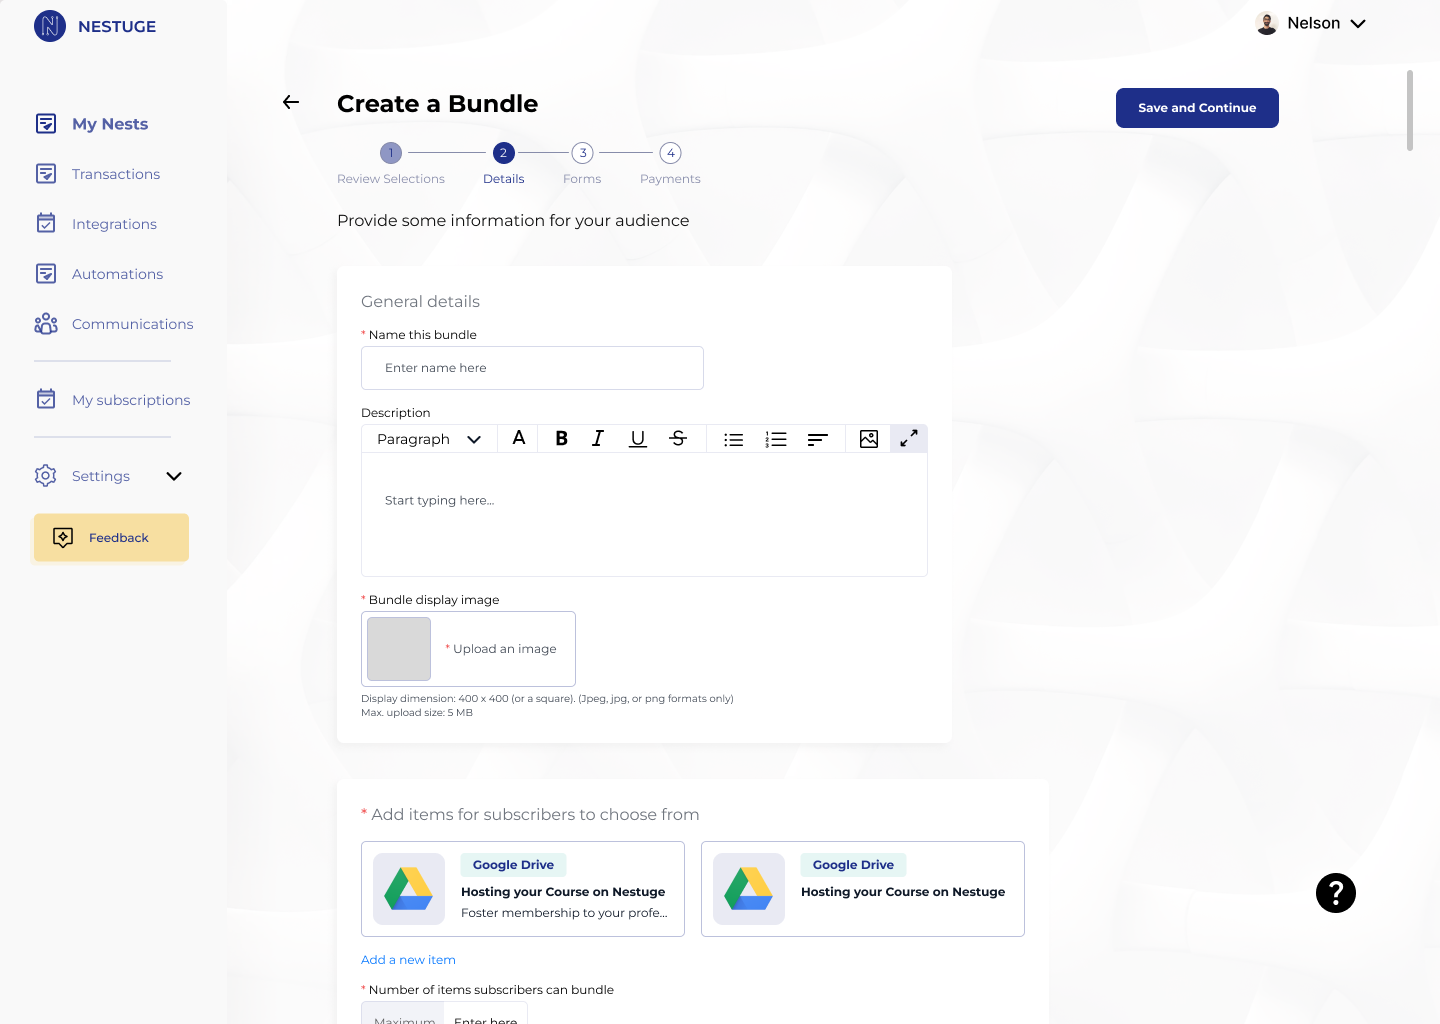 NESTUGE
Nelson
My Nests
Transactions
Integrations
Automations
Communications
My subscriptions
Settings
Feedback
Create a Bundle
Save and Continue
1
2
3
4
Review Selections
Details
Forms
Payments
Provide some information for your audience
General details
* Name this bundle
Enter name here
Description
Paragraph
A
B
I
U
S
Start typing here...
* Bundle display image
* Upload an image
Display dimension: 400 x 400 (or a square). (Jpeg, jpg, or png formats only)
Max. upload size: 5 MB
* Add items for subscribers to choose from
Google Drive
Hosting your Course on Nestuge
Foster membership to your profe...
Google Drive
Hosting your Course on Nestuge
Add a new item
* Number of items subscribers can bundle
Maximum
Enter here
?